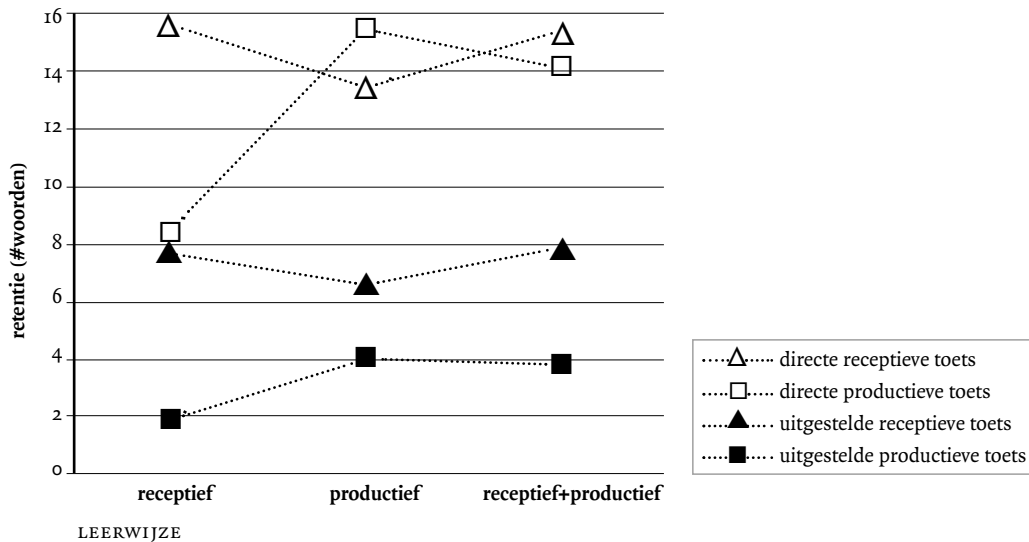 16
14
12
10
8
6
4
2
0
retentie (#woorden)
receptief
productief
receptief+productief
LEERWIJZE
directe receptieve toets
directe productieve toets
uitgestelde receptieve toets
uitgestelde productieve toets